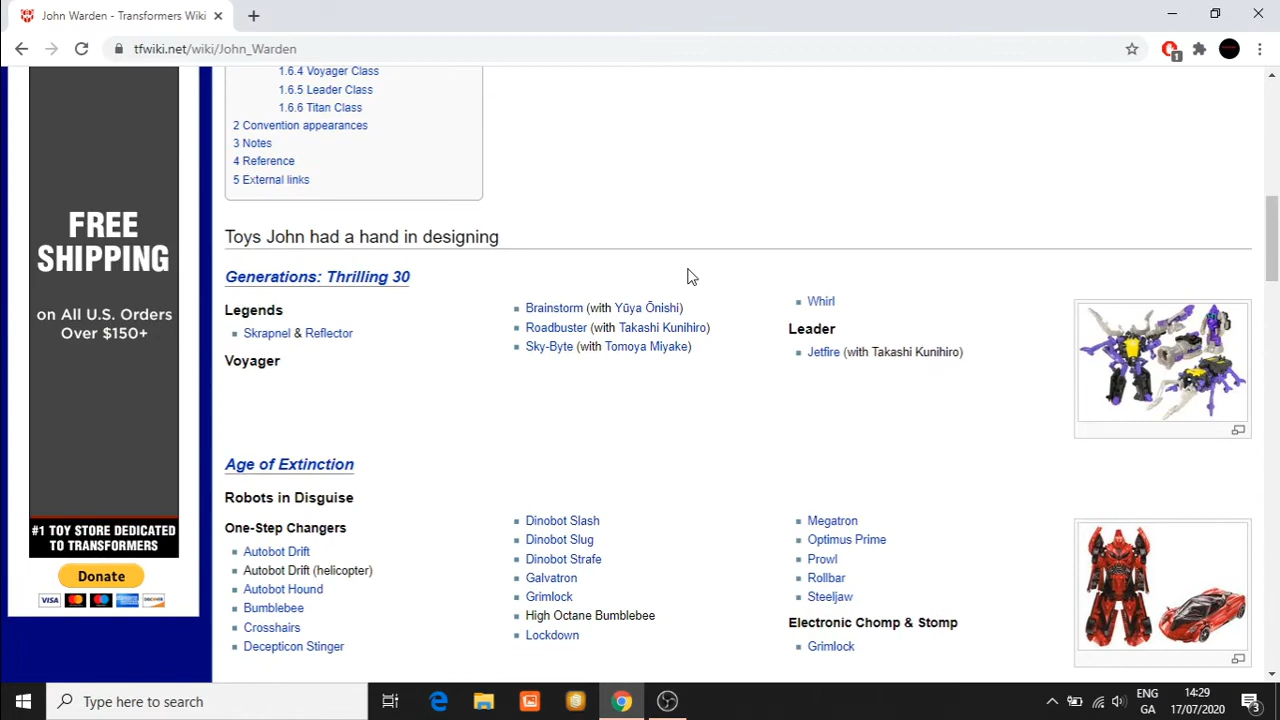 John Warden - Transformers Wiki
tfwiki.net/wiki/John_Warden
1
1.6.4 Voyager Class
1.6.5 Leader Class
1.6.6 Titan Class
2 Convention appearances
3 Notes
4 Reference
5 External links
FREE
SHIPPING
on All U.S. Orders
Over $150+
#1 TOY STORE DEDICATED
TO TRANSFORMERS
Donate
VISA
Toys John had a hand in designing
Generations: Thrilling 30
Legends
Skrapnel & Reflector
Voyager
Brainstorm (with Yūya Ōnishi)
Roadbuster (with Takashi Kunihiro)
Sky-Byte (with Tomoya Miyake)
Whirl
Leader
Jetfire (with Takashi Kunihiro)
Age of Extinction
Robots in Disguise
One-Step Changers
Autobot Drift
Autobot Drift (helicopter)
Autobot Hound
Bumblebee
Crosshairs
Decepticon Stinger
Dinobot Slash
Dinobot Slug
Dinobot Strafe
Galvatron
Grimlock
High Octane Bumblebee
Lockdown
Megatron
Optimus Prime
Prowl
Rollbar
Steeljaw
Electronic Chomp & Stomp
Grimlock
Type here to search
ENG
GA
14:29
17/07/2020
3